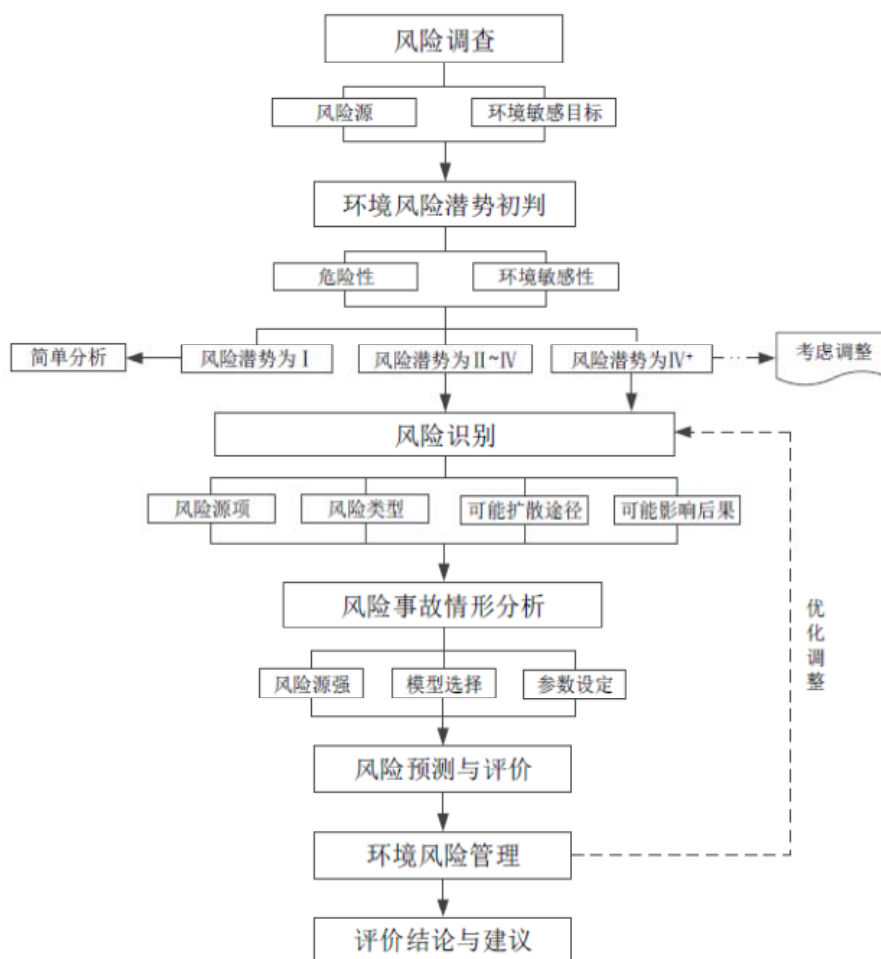 风险调查
风险源
环境敏感目标
环境风险潜势初判
危险性
环境敏感性
简单分析
风险潜势为Ⅰ
风险潜势为Ⅱ~Ⅳ
风险潜势为Ⅳ⁺
考虑调整
风险识别
风险源项
风险类型
可能扩散途径
可能影响后果
风险事故情形分析
优化调整
风险源强
模型选择
参数设定
风险预测与评价
环境风险管理
评价结论与建议